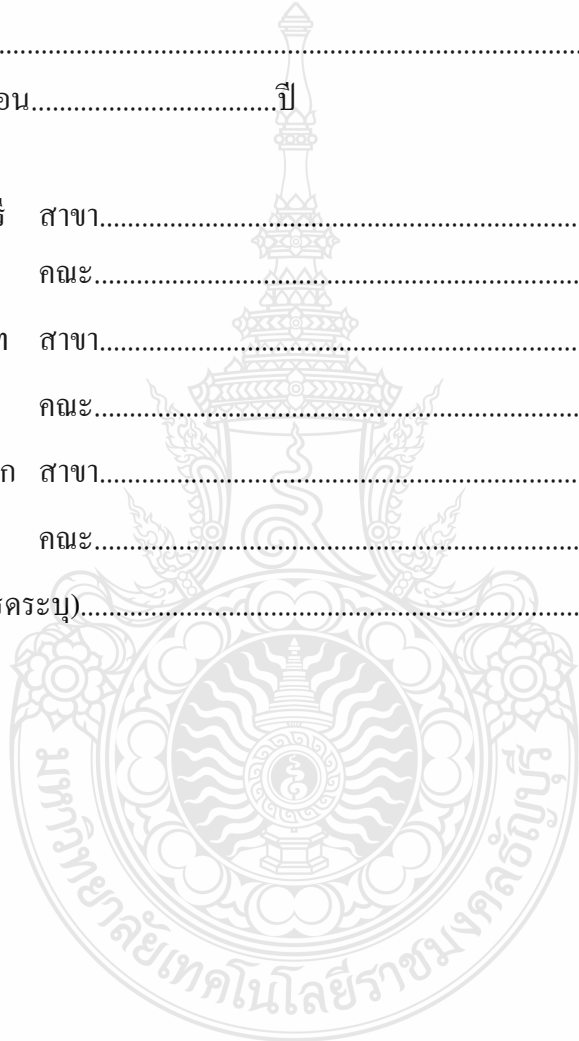 ................................................................................
อน...................................ปี
รี สาขา....................................................................
คณะ.....................................................................
ท สาขา....................................................................
คณะ.....................................................................
ก สาขา....................................................................
คณะ.....................................................................
รดระบุ).......................................................................
มหาวิทยาลัยเทคโนโลยีราชมงคลธัญบุรี